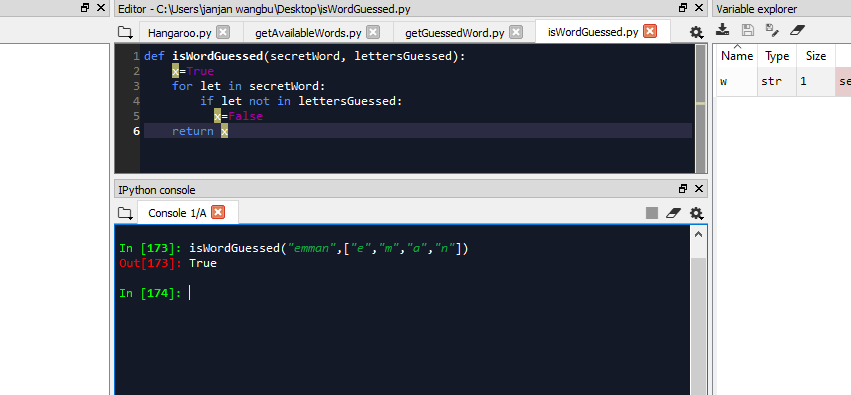 Editor - C:\Users\janjan wangbu\Desktop\isWordGuessed.py
Variable explorer
Hangaroo.py
getAvailableWords.py
getGuessedWord.py
isWordGuessed.py
1 def isWordGuessed(secretWord, lettersGuessed):
2     x=True
3     for let in secretWord:
4         if let not in lettersGuessed:
5           x=False
6     return x
Name Type Size
w str 1 se
IPython console
Console 1/A
In [173]: isWordGuessed("emman",["e","m","a","n"])
Out[173]: True
In [174]: